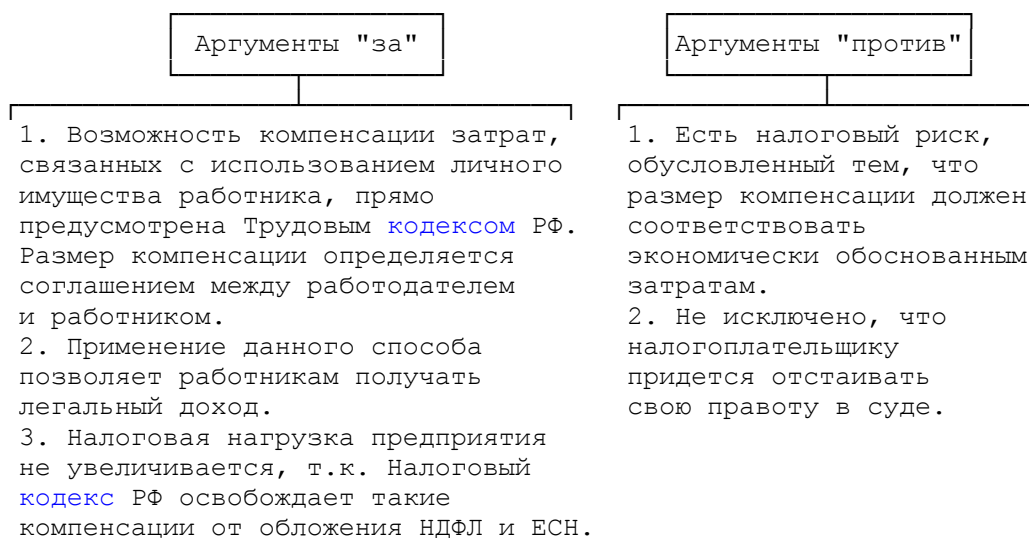 Аргументы "за"
1. Возможность компенсации затрат,
связанных с использованием личного
имущества работника, прямо
предусмотрена Трудовым кодексом РФ.
Размер компенсации определяется
соглашением между работодателем
и работником.
2. Применение данного способа
позволяет работникам получать
легальный доход.
3. Налоговая нагрузка предприятия
не увеличивается, т.к. Налоговый
кодекс РФ освобождает такие
компенсации от обложения НДФЛ и ЕСН.
Аргументы "против"
1. Есть налоговый риск,
обусловленный тем, что
размер компенсации должен
соответствовать
экономически обоснованным
затратам.
2. Не исключено, что
налогоплательщику
придется отстаивать
свою правоту в суде.